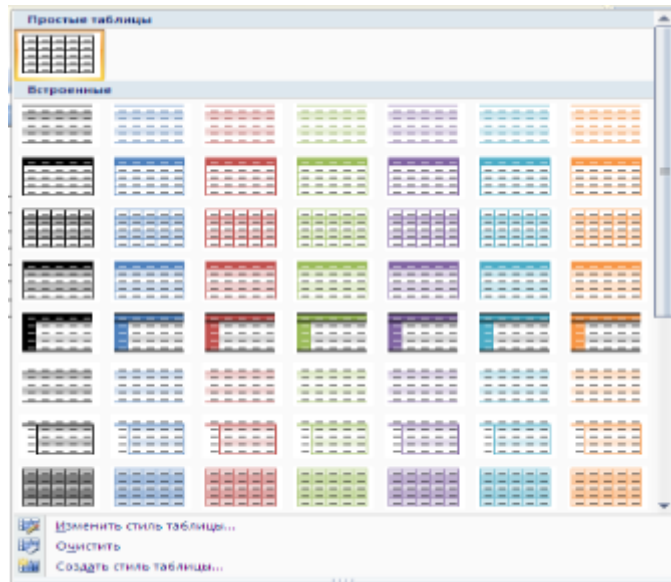 Простые таблицы
Встроенные
Изменить стиль таблицы...
Очистить
Создать стиль таблицы...